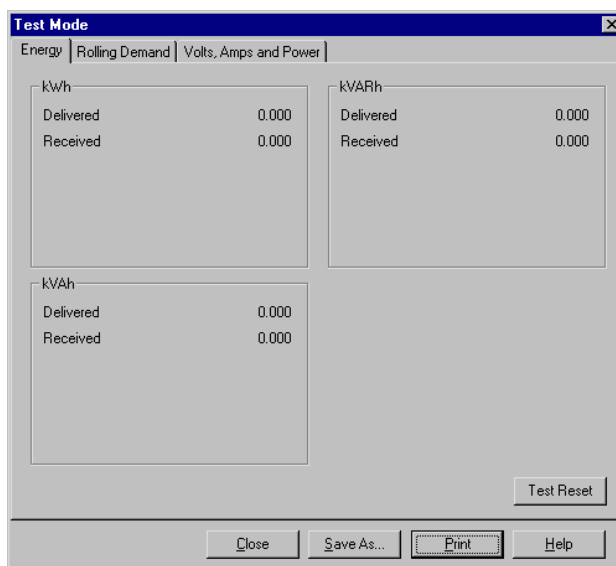 Test Mode
Energy Rolling Demand Volts, Amps and Power
kWh
Delivered 0.000
Received 0.000
kVARh
Delivered 0.000
Received 0.000
kVAh
Delivered 0.000
Received 0.000
Test Reset
Close Save As... Print Help